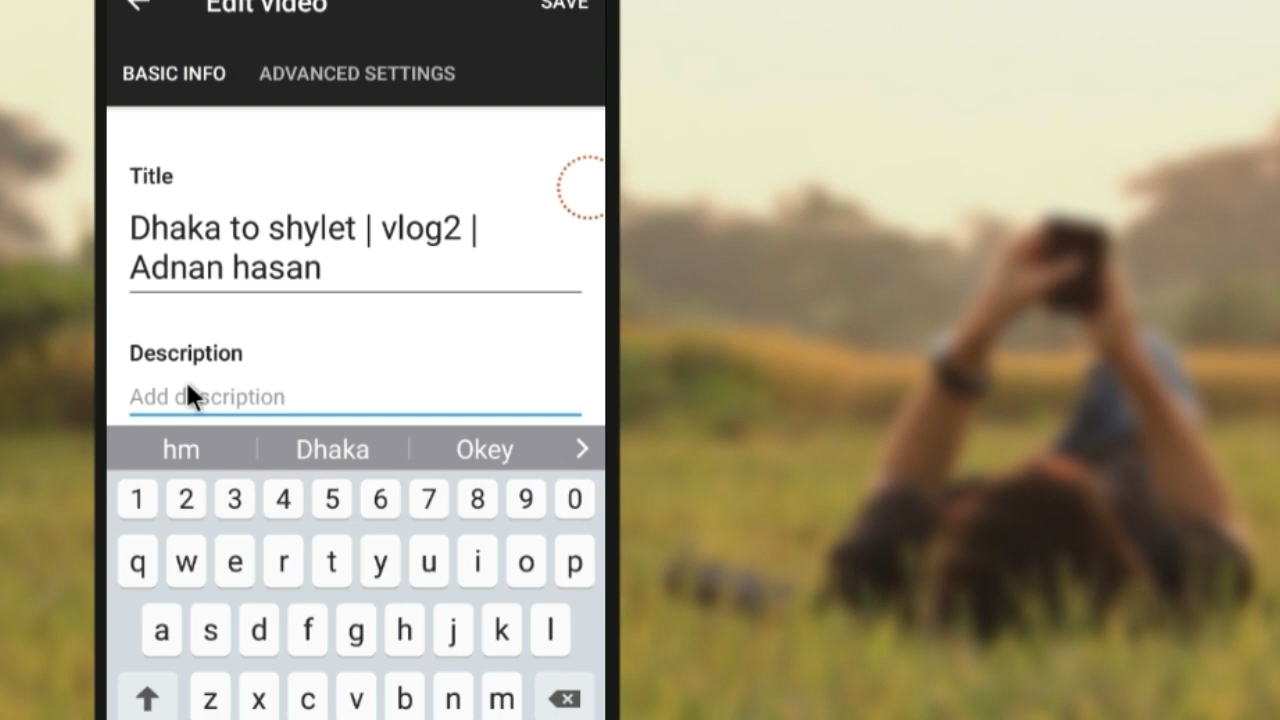 Edit video
SAVE
BASIC INFO
ADVANCED SETTINGS
Title
Dhaka to shylet | vlog2 |
Adnan hasan
Description
Add description
hm
Dhaka
Okey
1 2 3 4 5 6 7 8 9 0
q w e r t y u i o p
a s d f g h j k l
z x c v b n m